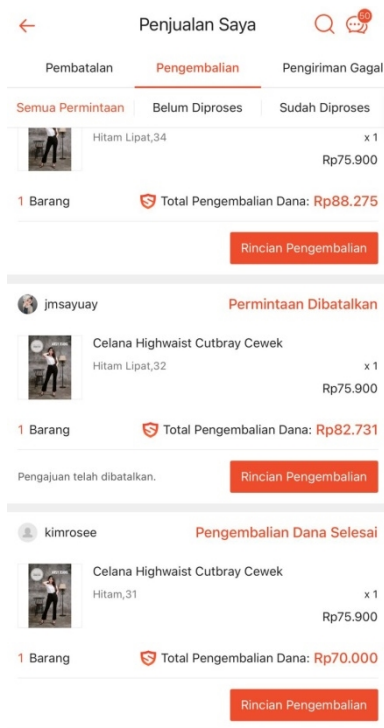 Penjualan Saya
50
Pembatalan Pengembalian Pengiriman Gagal
Semua Permintaan Belum Diproses Sudah Diproses
Hitam Lipat,34 x 1
Rp75.900
1 Barang Total Pengembalian Dana: Rp88.275
Rincian Pengembalian
jmsayuay Permintaan Dibatalkan
Celana Highwaist Cutbray Cewek
Hitam Lipat,32 x 1
Rp75.900
1 Barang Total Pengembalian Dana: Rp82.731
Pengajuan telah dibatalkan. Rincian Pengembalian
kimrosee Pengembalian Dana Selesai
Celana Highwaist Cutbray Cewek
Hitam,31 x 1
Rp75.900
1 Barang Total Pengembalian Dana: Rp70.000
Rincian Pengembalian